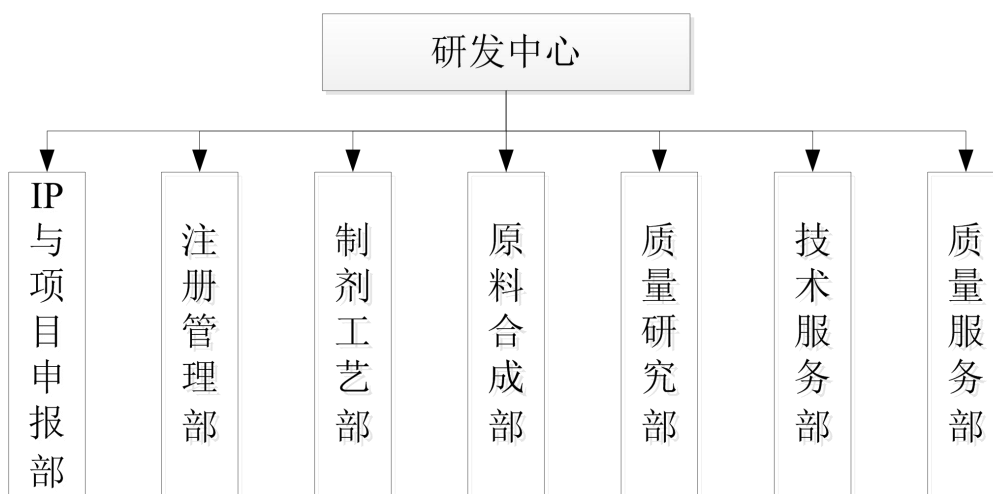 研发中心
IP与项目申报部
注册管理部
制剂工艺部
原料合成部
质量研究部
技术服务部
质量服务部